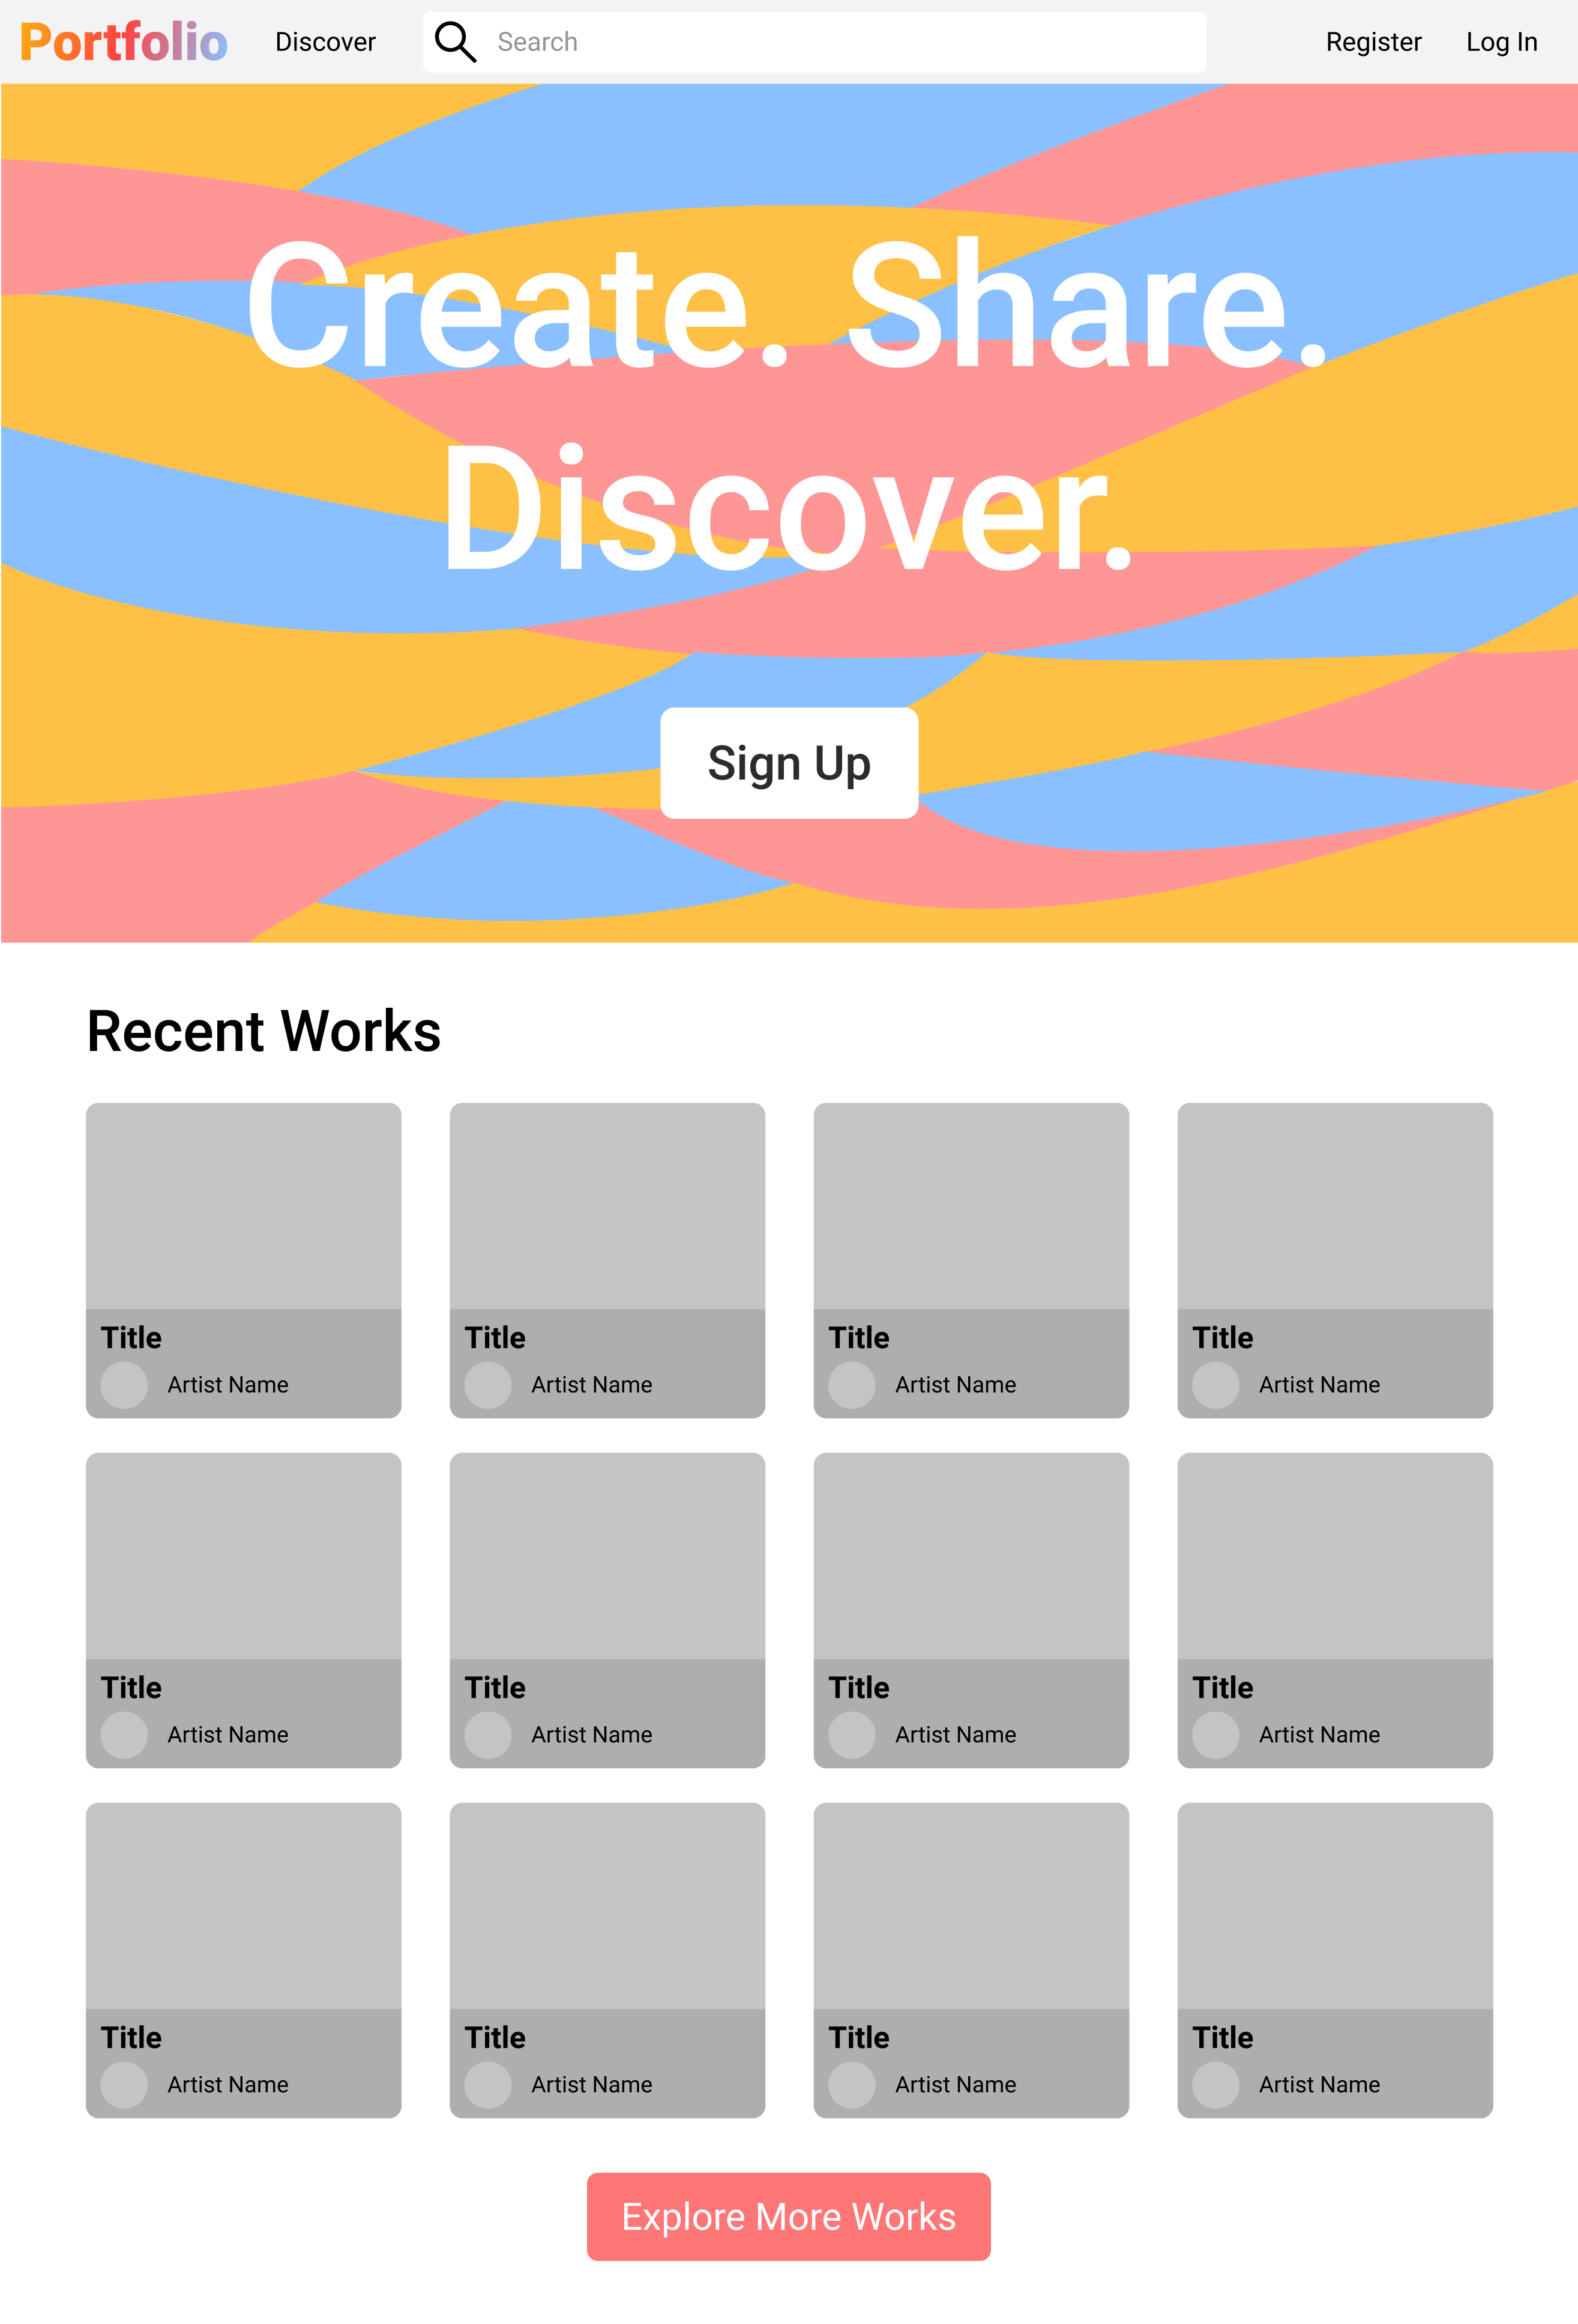 Portfolio Discover Search Register Log In
Create. Share.
Discover.
Sign Up
Recent Works
Title Title Title Title
Artist Name Artist Name Artist Name Artist Name
Title Title Title Title
Artist Name Artist Name Artist Name Artist Name
Title Title Title Title
Artist Name Artist Name Artist Name Artist Name
Explore More Works